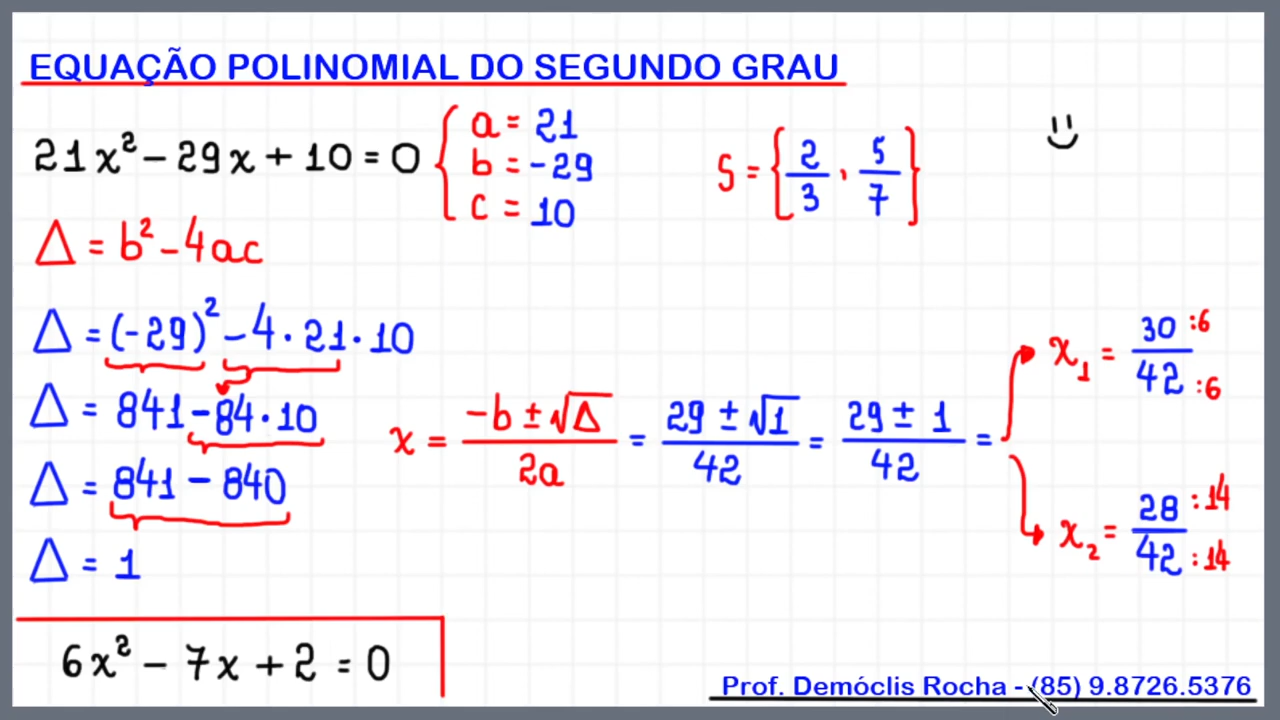 EQUAÇÃO POLINOMIAL DO SEGUNDO GRAU
21x² - 29x + 10 = 0
a = 21
b = -29
c = 10
S = {2/3, 5/7}
Δ = b² - 4ac
Δ = (-29)² - 4 · 21 · 10
Δ = 841 - 84 · 10
Δ = 841 - 840
Δ = 1
x = (-b ± √Δ)/2a = (29 ± √1)/42 = (29 ± 1)/42 =
x₁ = 30/42 :6 :6
x₂ = 28/42 :14 :14
6x² - 7x + 2 = 0
Prof. Demóclis Rocha - (85) 9.8726.5376